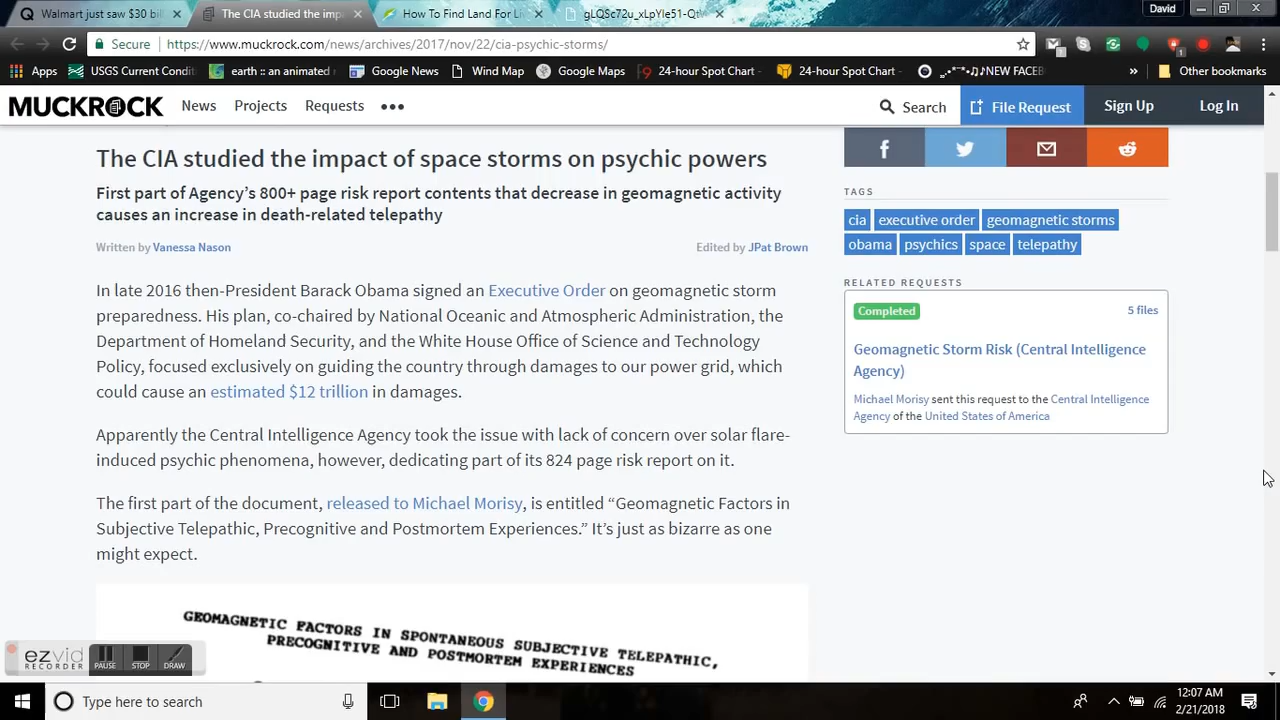 Walmart just saw $30 bil
The CIA studied the impa
How To Find Land For Li
gLQSc72u_xLpYIe51-Qtv
David
Secure
https://www.muckrock.com/news/archives/2017/nov/22/cia-psychic-storms/
Apps
USGS Current Condit
earth :: an animated
Google News
Wind Map
Google Maps
24-hour Spot Chart -
24-hour Spot Chart -
NEW FACEB
»
Other bookmarks
MUCKROCK
News
Projects
Requests
Search
File Request
Sign Up
Log In
The CIA studied the impact of space storms on psychic powers
First part of Agency’s 800+ page risk report contents that decrease in geomagnetic activity
causes an increase in death-related telepathy
Written by Vanessa Nason
Edited by JPat Brown
In late 2016 then-President Barack Obama signed an Executive Order on geomagnetic storm
preparedness. His plan, co-chaired by National Oceanic and Atmospheric Administration, the
Department of Homeland Security, and the White House Office of Science and Technology
Policy, focused exclusively on guiding the country through damages to our power grid, which
could cause an estimated $12 trillion in damages.
Apparently the Central Intelligence Agency took the issue with lack of concern over solar flare-
induced psychic phenomena, however, dedicating part of its 824 page risk report on it.
The first part of the document, released to Michael Morisy, is entitled “Geomagnetic Factors in
Subjective Telepathic, Precognitive and Postmortem Experiences.” It’s just as bizarre as one
might expect.
GEOMAGNETIC FACTORS IN SPONTANEOUS SUBJECTIVE TELEPATHIC,
PRECOGNITIVE AND POSTMORTEM EXPERIENCES
TAGS
cia
executive order
geomagnetic storms
obama
psychics
space
telepathy
RELATED REQUESTS
Completed
5 files
Geomagnetic Storm Risk (Central Intelligence
Agency)
Michael Morisy sent this request to the Central Intelligence
Agency of the United States of America
ezvid
RECORDER
PAUSE
STOP
DRAW
Type here to search
12:07 AM
2/21/2018